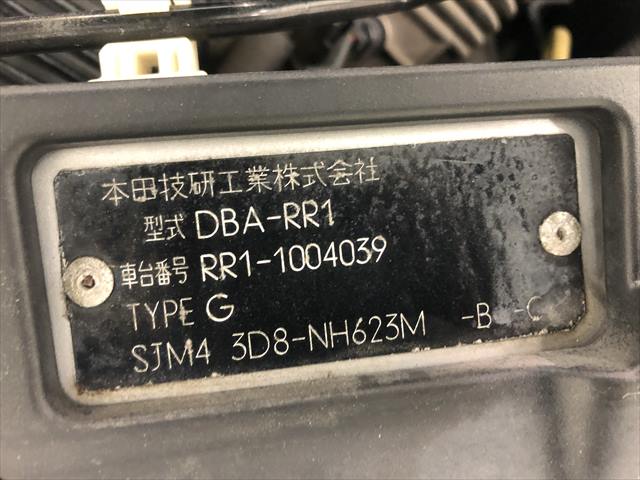 本田技研工業株式会社
型式 DBA-RR1
車台番号 RR1-1004039
TYPE G
SJM4 3D8-NH623M -B -C